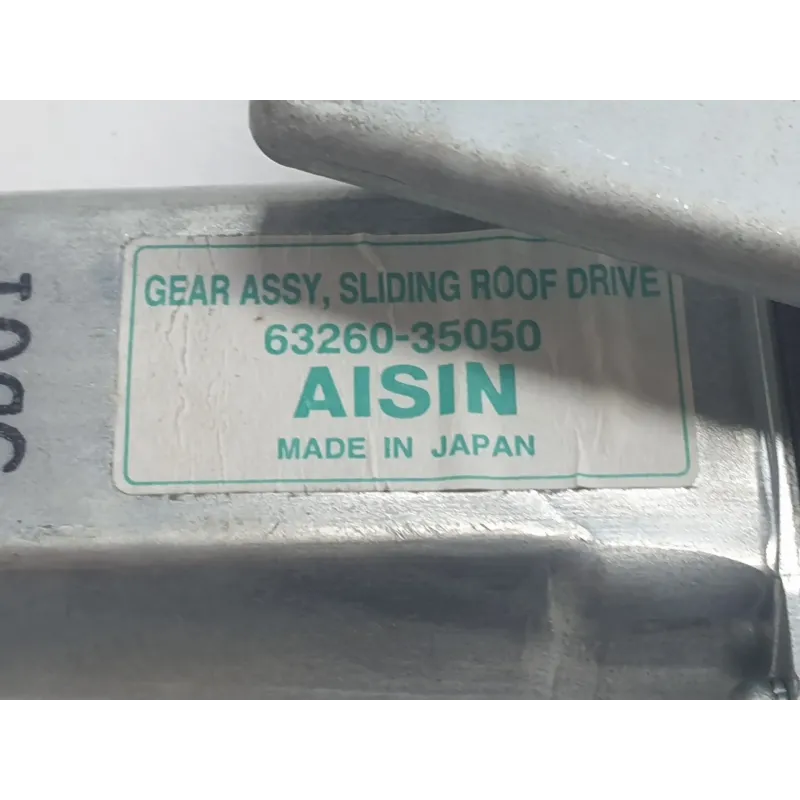 GEAR ASSY, SLIDING ROOF DRIVE
63260-35050
AISIN
MADE IN JAPAN